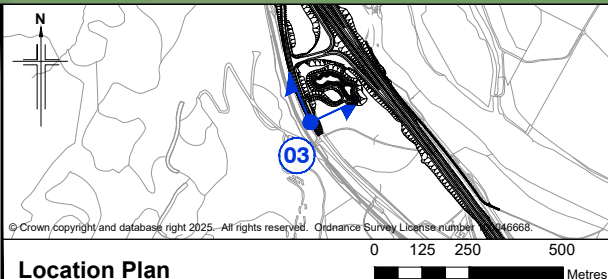 N
03
© Crown copyright and database right 2025. All rights reserved. Ordnance Survey License number 046668.
Location Plan
0 125 250 500
Metres